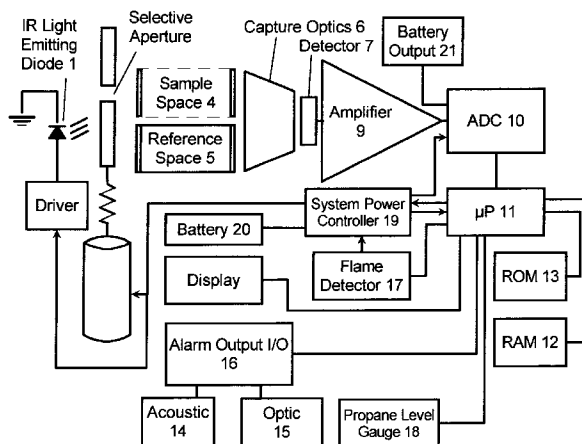 IR Light
Emitting
Diode 1
Selective
Aperture
Capture Optics 6
Detector 7
Battery
Output 21
Sample
Space 4
Reference
Space 5
Amplifier
9
ADC 10
Driver
System Power
Controller 19
µP 11
Battery 20
Display
Flame
Detector 17
ROM 13
RAM 12
Alarm Output I/O
16
Acoustic
14
Optic
15
Propane Level
Gauge 18